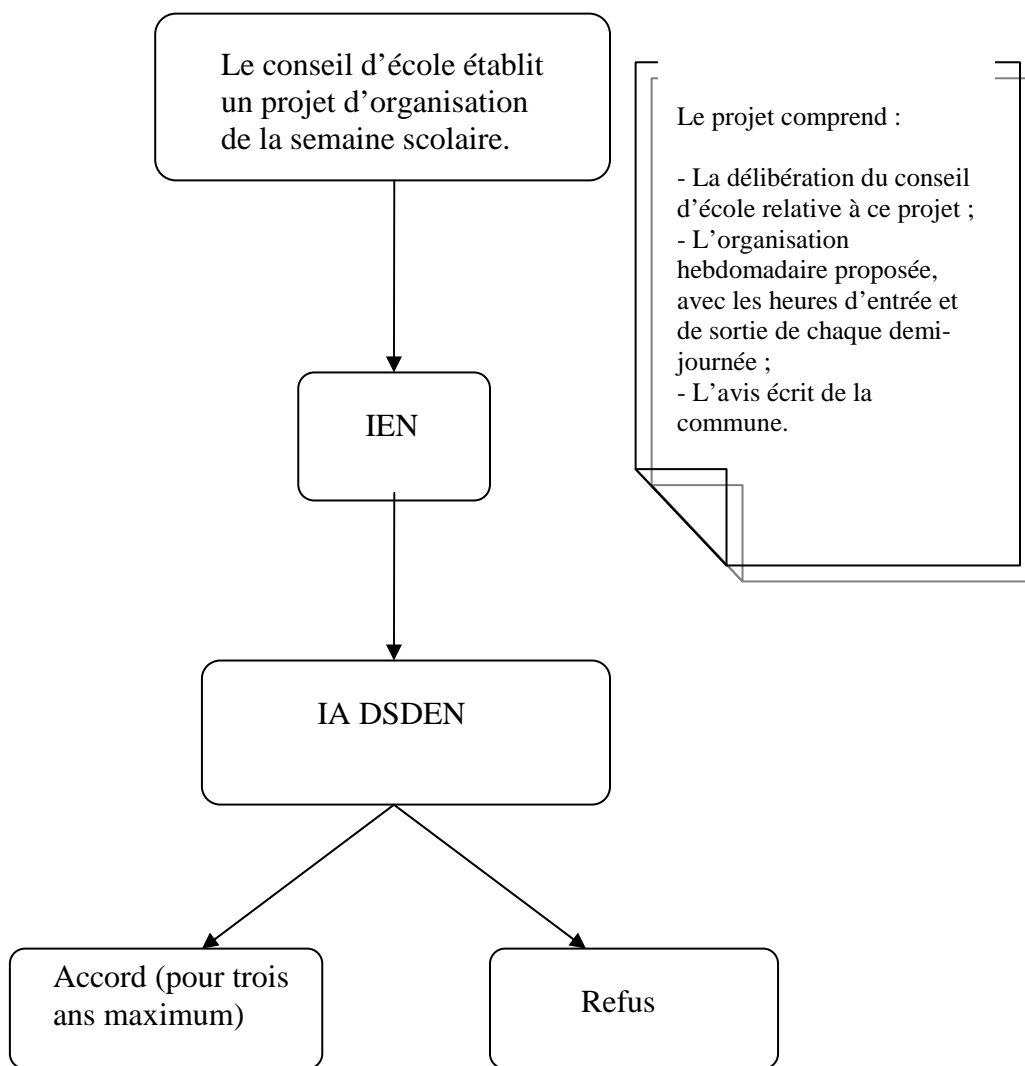 Le conseil d’école établit
un projet d’organisation
de la semaine scolaire.
Le projet comprend :
- La délibération du conseil
d’école relative à ce projet ;
- L’organisation
hebdomadaire proposée,
avec les heures d’entrée et
de sortie de chaque demi-
journée ;
- L’avis écrit de la
commune.
IEN
IA DSDEN
Accord (pour trois
ans maximum)
Refus